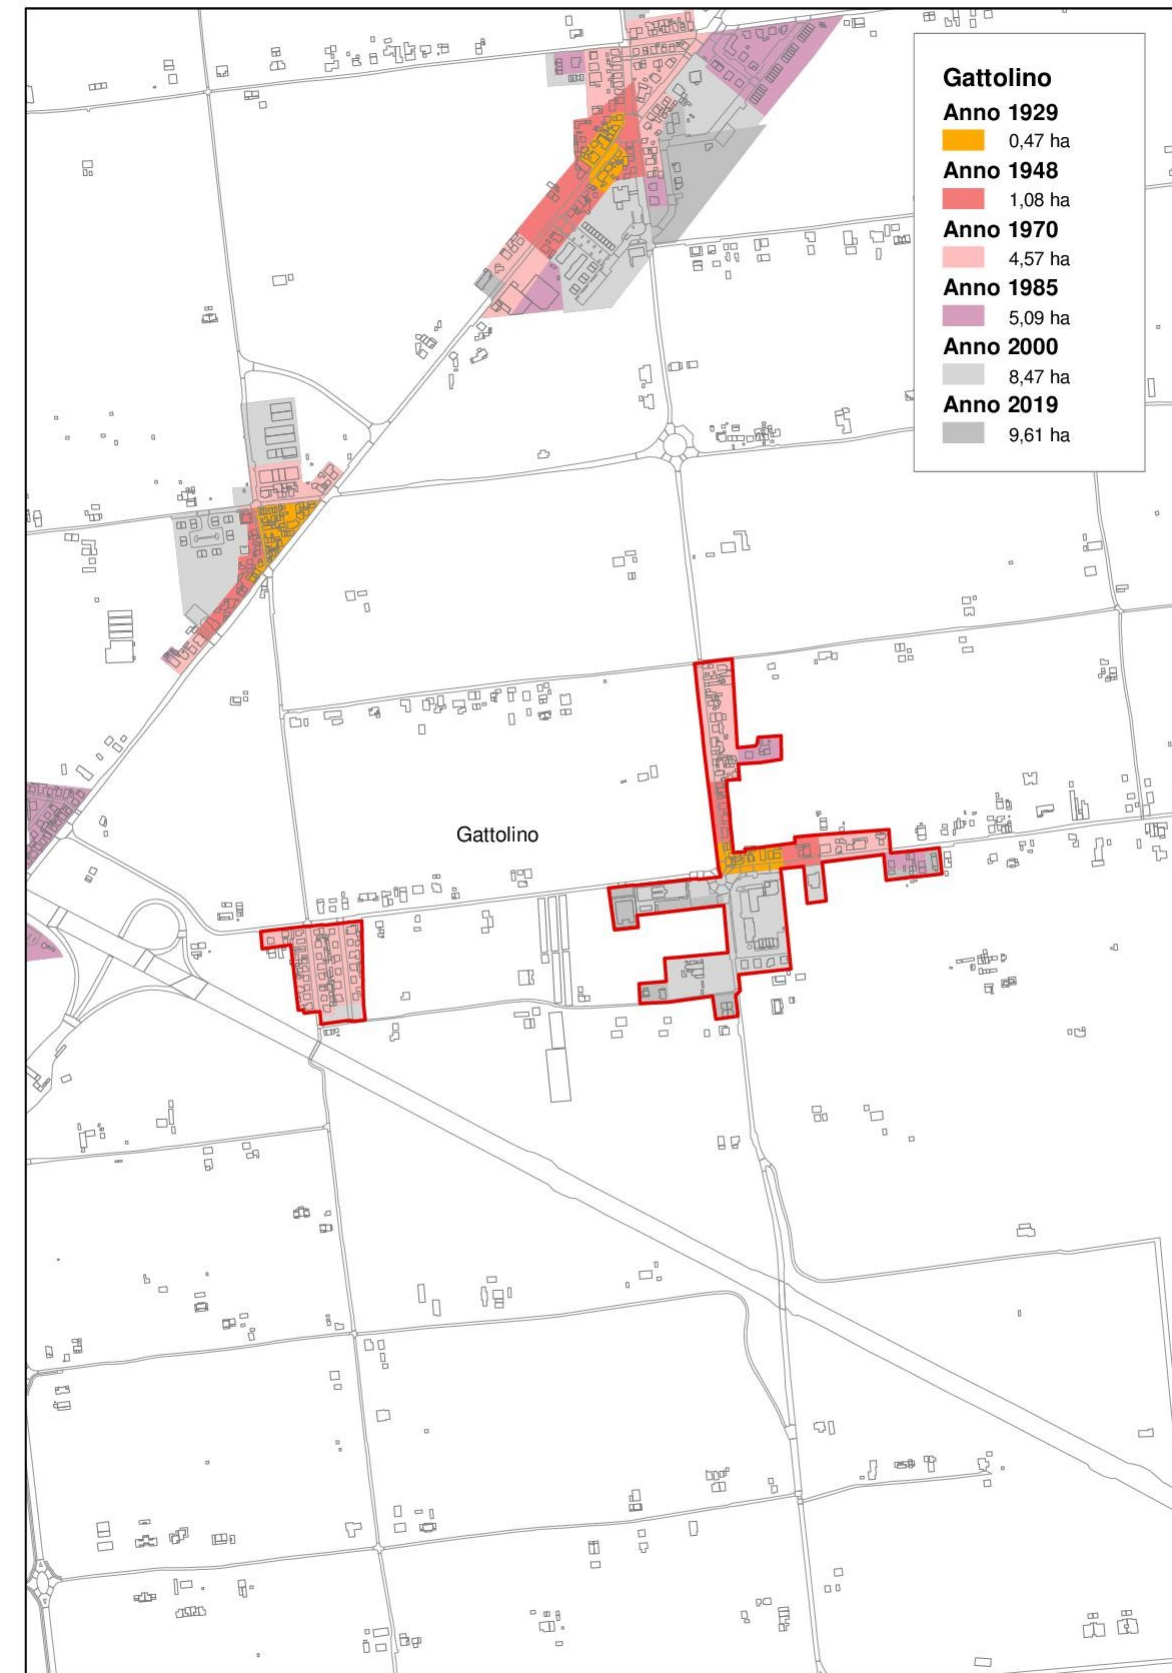 Gattolino
Anno 1929
0,47 ha
Anno 1948
1,08 ha
Anno 1970
4,57 ha
Anno 1985
5,09 ha
Anno 2000
8,47 ha
Anno 2019
9,61 ha
Gattolino